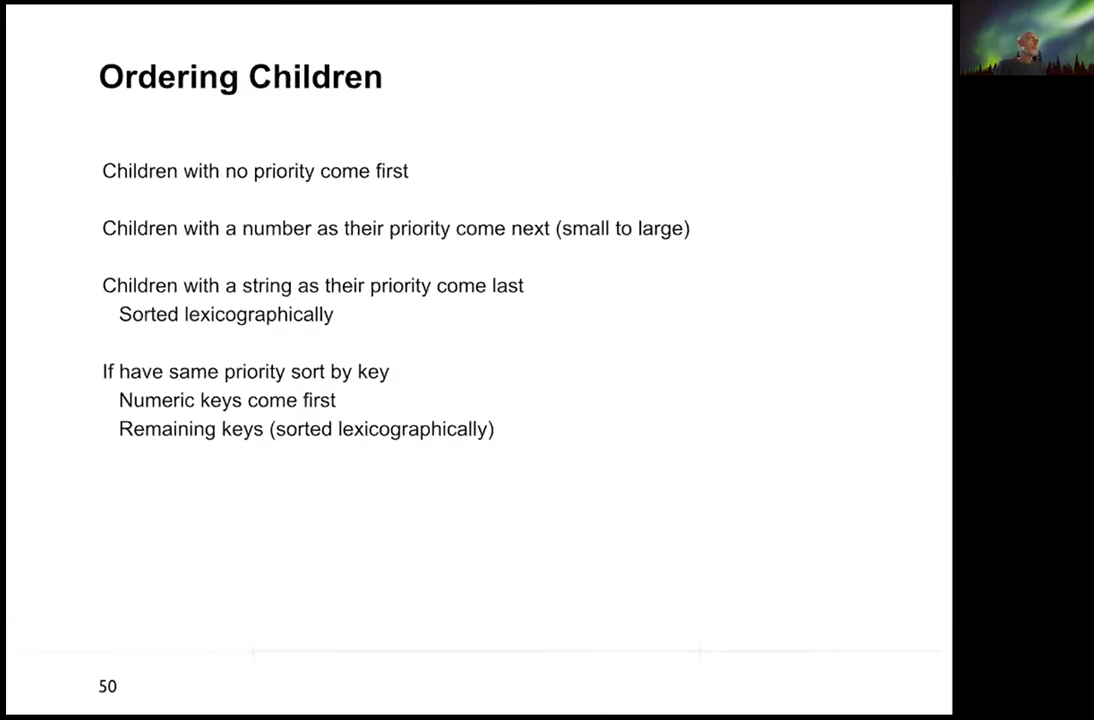 Ordering Children
Children with no priority come first
Children with a number as their priority come next (small to large)
Children with a string as their priority come last
Sorted lexicographically
If have same priority sort by key
Numeric keys come first
Remaining keys (sorted lexicographically)
50